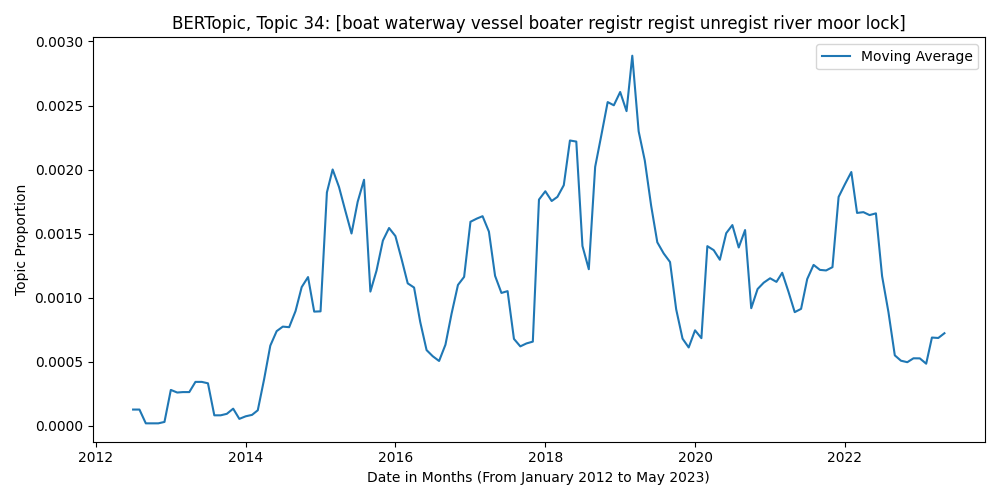 BERTopic, Topic 34: [boat waterway vessel boater registr regist unregist river moor lock]
Moving Average
Topic Proportion
0.0030
0.0025
0.0020
0.0015
0.0010
0.0005
0.0000
2012 2014 2016 2018 2020 2022
Date in Months (From January 2012 to May 2023)